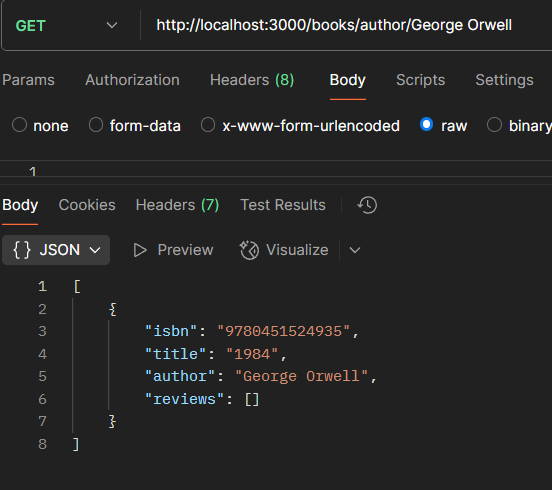 GET http://localhost:3000/books/author/George Orwell
Params Authorization Headers (8) Body Scripts Settings
none form-data x-www-form-urlencoded raw binary
1
Body Cookies Headers (7) Test Results
{} JSON Preview Visualize
1 [
2 {
3 "isbn": "9780451524935",
4 "title": "1984",
5 "author": "George Orwell",
6 "reviews": []
7 }
8 ]